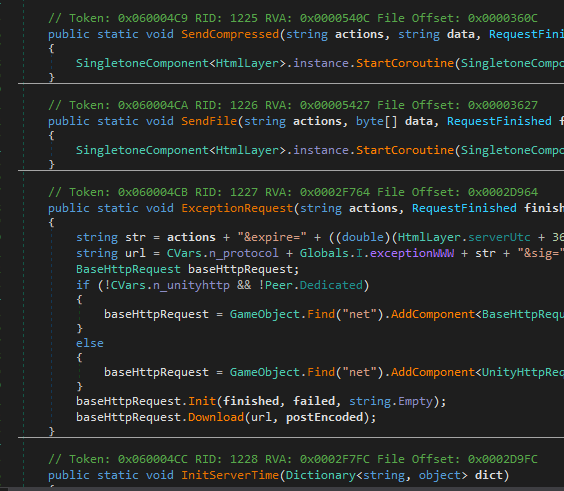 // Token: 0x060004C9 RID: 1225 RVA: 0x0000540C File Offset: 0x0000360C
public static void SendCompressed(string actions, string data, RequestFini
{
SingletoneComponent<HtmlLayer>.instance.StartCoroutine(SingletoneCompo
}
// Token: 0x060004CA RID: 1226 RVA: 0x00005427 File Offset: 0x00003627
public static void SendFile(string actions, byte[] data, RequestFinished f
{
SingletoneComponent<HtmlLayer>.instance.StartCoroutine(SingletoneCompo
}
// Token: 0x060004CB RID: 1227 RVA: 0x0002F764 File Offset: 0x0002D964
public static void ExceptionRequest(string actions, RequestFinished finish
{
string str = actions + "&expire=" + ((double)(HtmlLayer.serverUtc + 36
string url = CVars.n_protocol + Globals.I.exceptionWWW + str + "&sig="
BaseHttpRequest baseHttpRequest;
if (!CVars.n_unityhttp && !Peer.Dedicated)
{
baseHttpRequest = GameObject.Find("net").AddComponent<BaseHttpRequ
}
else
{
baseHttpRequest = GameObject.Find("net").AddComponent<UnityHttpReq
}
baseHttpRequest.Init(finished, failed, string.Empty);
baseHttpRequest.Download(url, postEncoded);
}
// Token: 0x060004CC RID: 1228 RVA: 0x0002F7FC File Offset: 0x0002D9FC
public static void InitServerTime(Dictionary<string, object> dict)